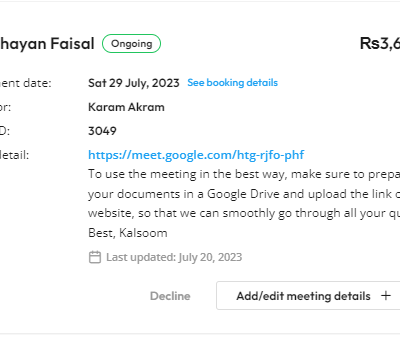 hayan Faisal Ongoing Rs3,6
ent date: Sat 29 July, 2023 See booking details
or: Karam Akram
D: 3049
etail: https://meet.google.com/htg-rjfo-phf
To use the meeting in the best way, make sure to prepa
your documents in a Google Drive and upload the link o
website, so that we can smoothly go through all your qu
Best, Kalsoom
Last updated: July 20, 2023
Decline Add/edit meeting details +